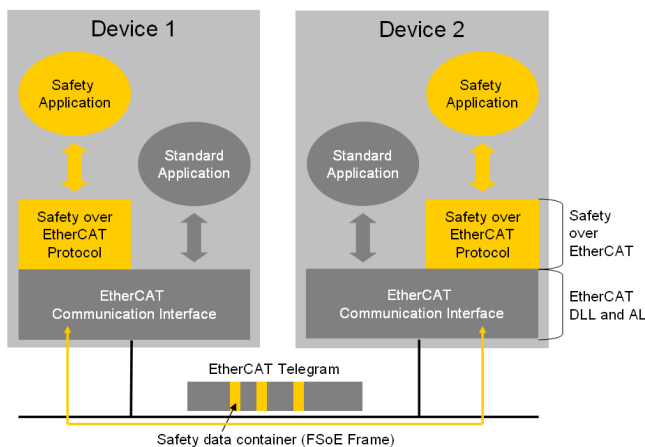 Device 1
Safety
Application
Standard
Application
Safety over
EtherCAT
Protocol
EtherCAT
Communication Interface
Device 2
Safety
Application
Standard
Application
Safety over
EtherCAT
Protocol
EtherCAT
Communication Interface
Safety
over
EtherCAT
EtherCAT
DLL and AL
EtherCAT Telegram
Safety data container (FSoE Frame)